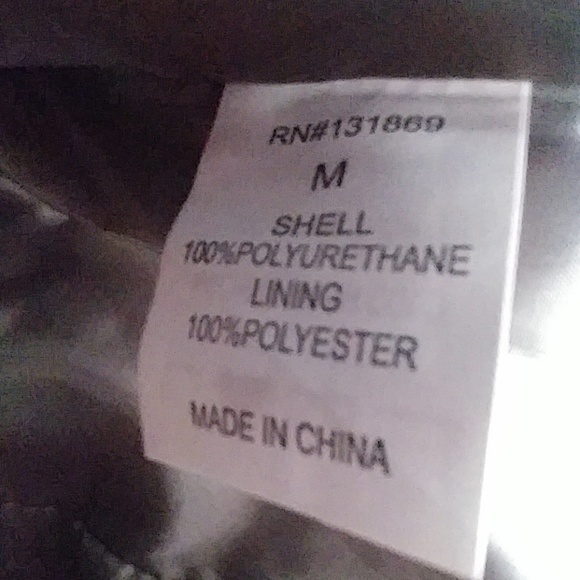 RN#131869
M
SHELL
100%POLYURETHANE
LINING
100%POLYESTER
MADE IN CHINA